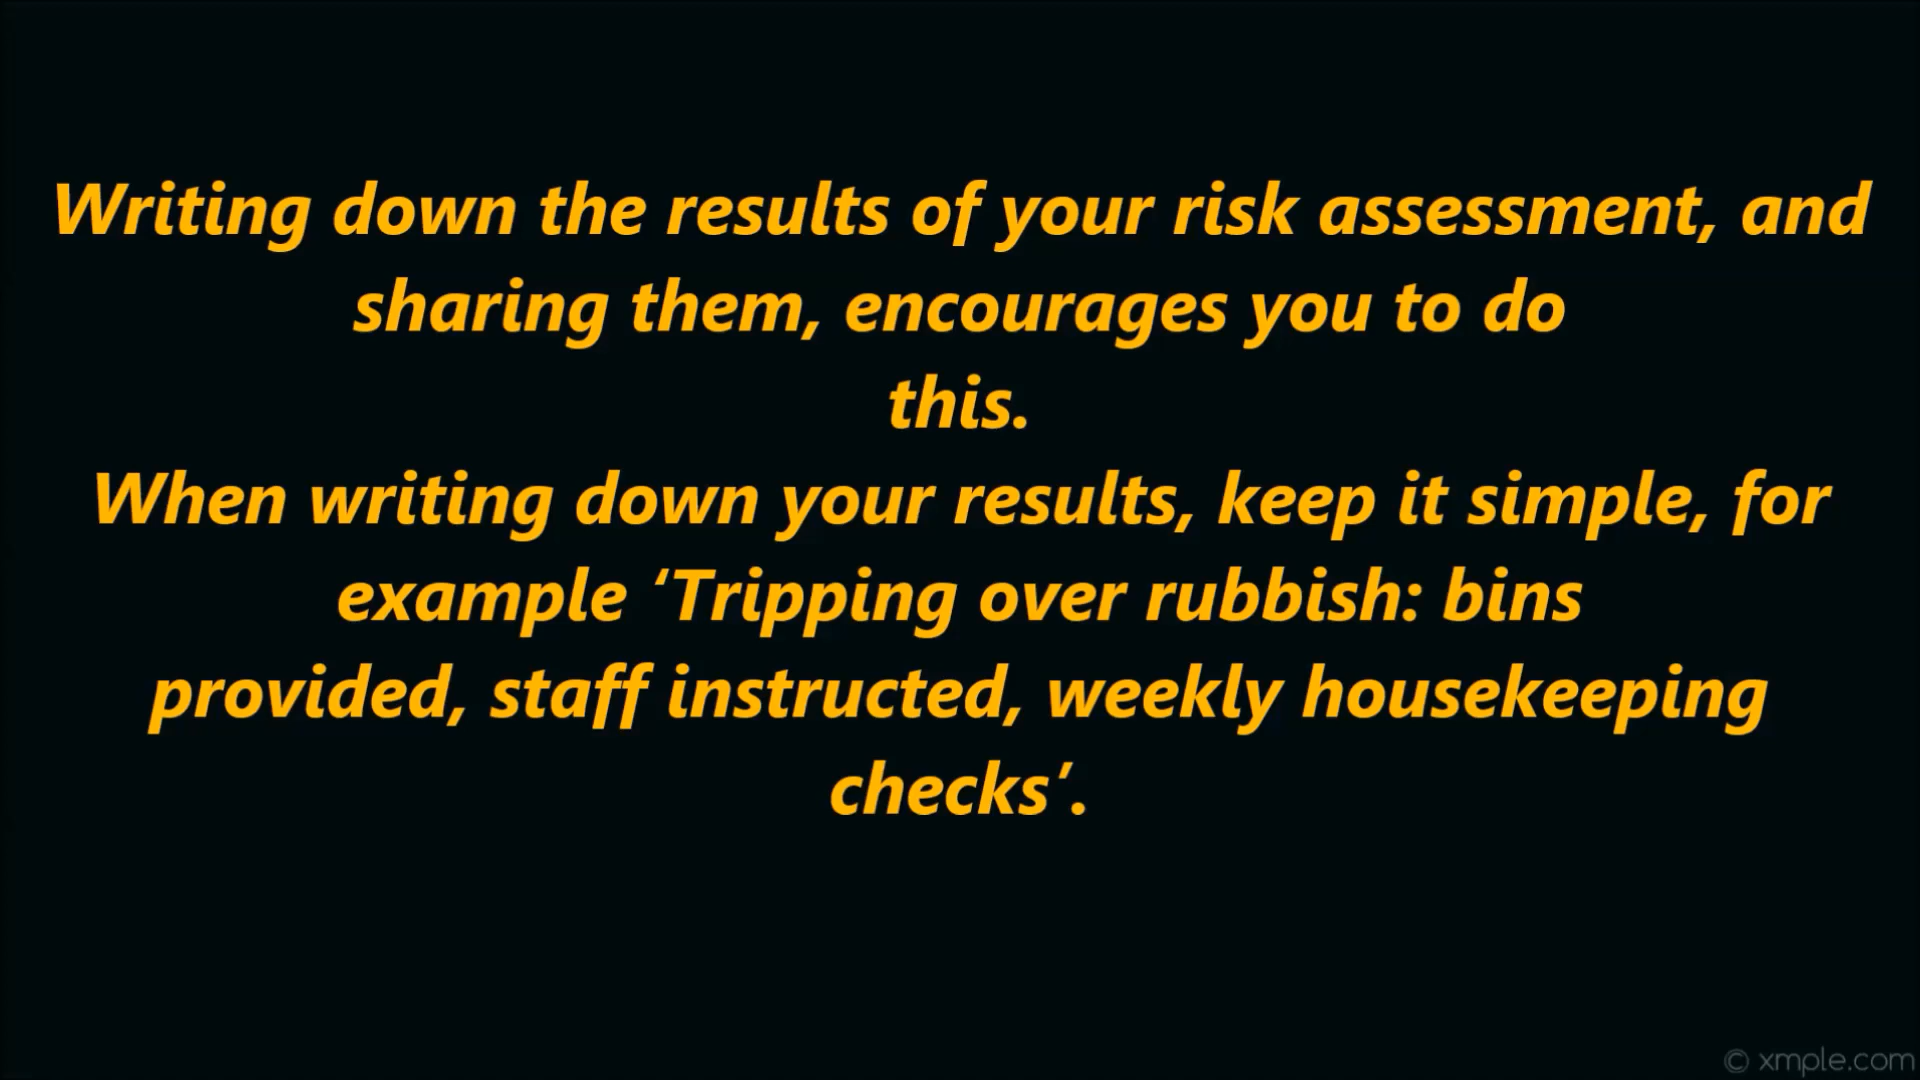 Writing down the results of your risk assessment, and
sharing them, encourages you to do
this.
When writing down your results, keep it simple, for
example ‘Tripping over rubbish: bins
provided, staff instructed, weekly housekeeping
checks’.
© xmple.com